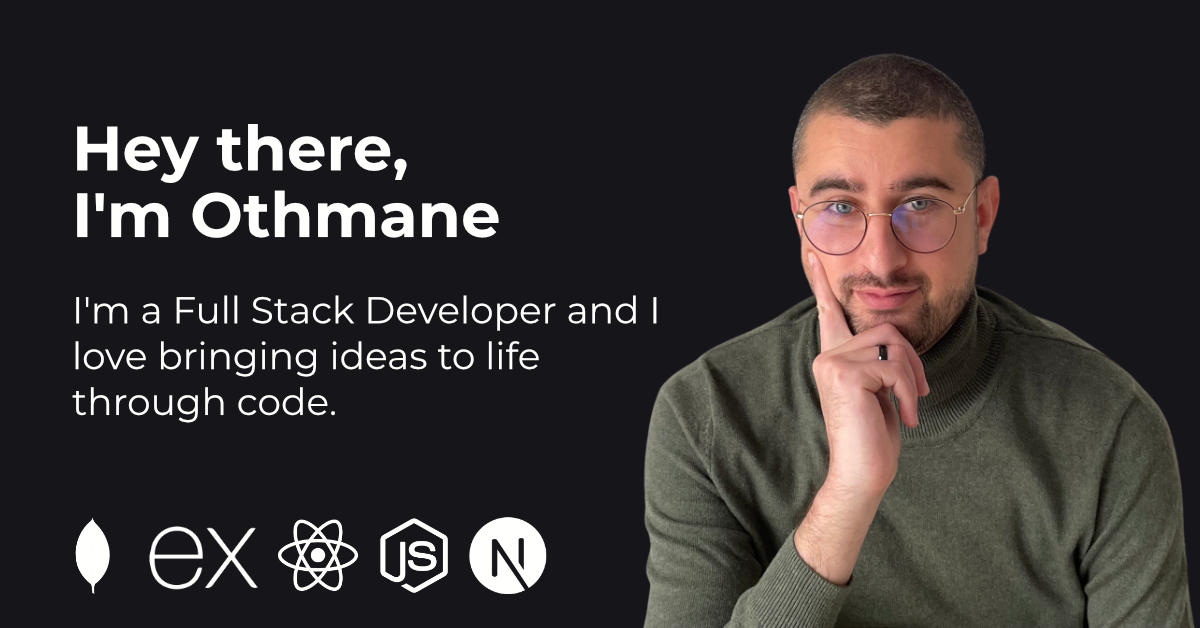 Hey there,
I'm Othmane
I'm a Full Stack Developer and I
love bringing ideas to life
through code.
ex JS N